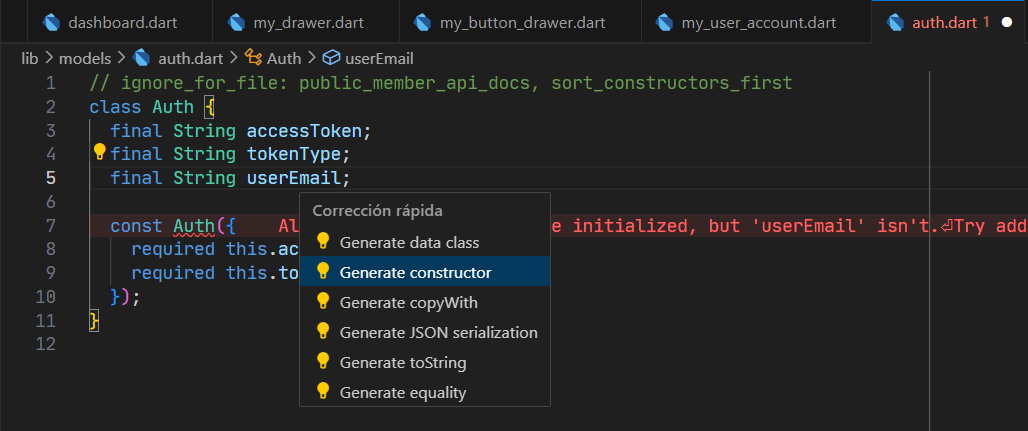 dashboard.dart my_drawer.dart my_button_drawer.dart my_user_account.dart auth.dart 1
lib > models > auth.dart > Auth > userEmail
1 // ignore_for_file: public_member_api_docs, sort_constructors_first
2 class Auth {
3 final String accessToken;
4 final String tokenType;
5 final String userEmail;
6
7 const Auth({ Al e initialized, but 'userEmail' isn't.⏎Try add
8 required this.ac
9 required this.to
10 });
11 }
12
Corrección rápida
Generate data class
Generate constructor
Generate copyWith
Generate JSON serialization
Generate toString
Generate equality